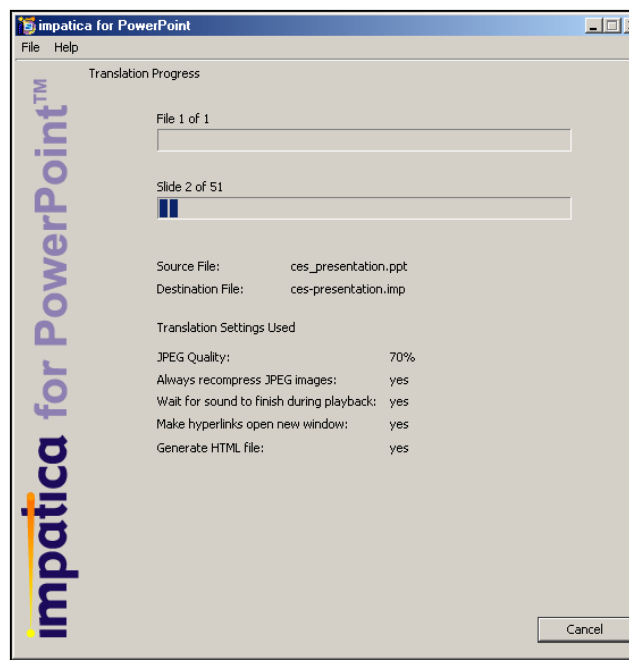 impatica for PowerPoint
File Help
Translation Progress
File 1 of 1
Slide 2 of 51
Source File: ces_presentation.ppt
Destination File: ces-presentation.imp
Translation Settings Used
JPEG Quality: 70%
Always recompress JPEG images: yes
Wait for sound to finish during playback: yes
Make hyperlinks open new window: yes
Generate HTML file: yes
Cancel
impatica for PowerPoint™